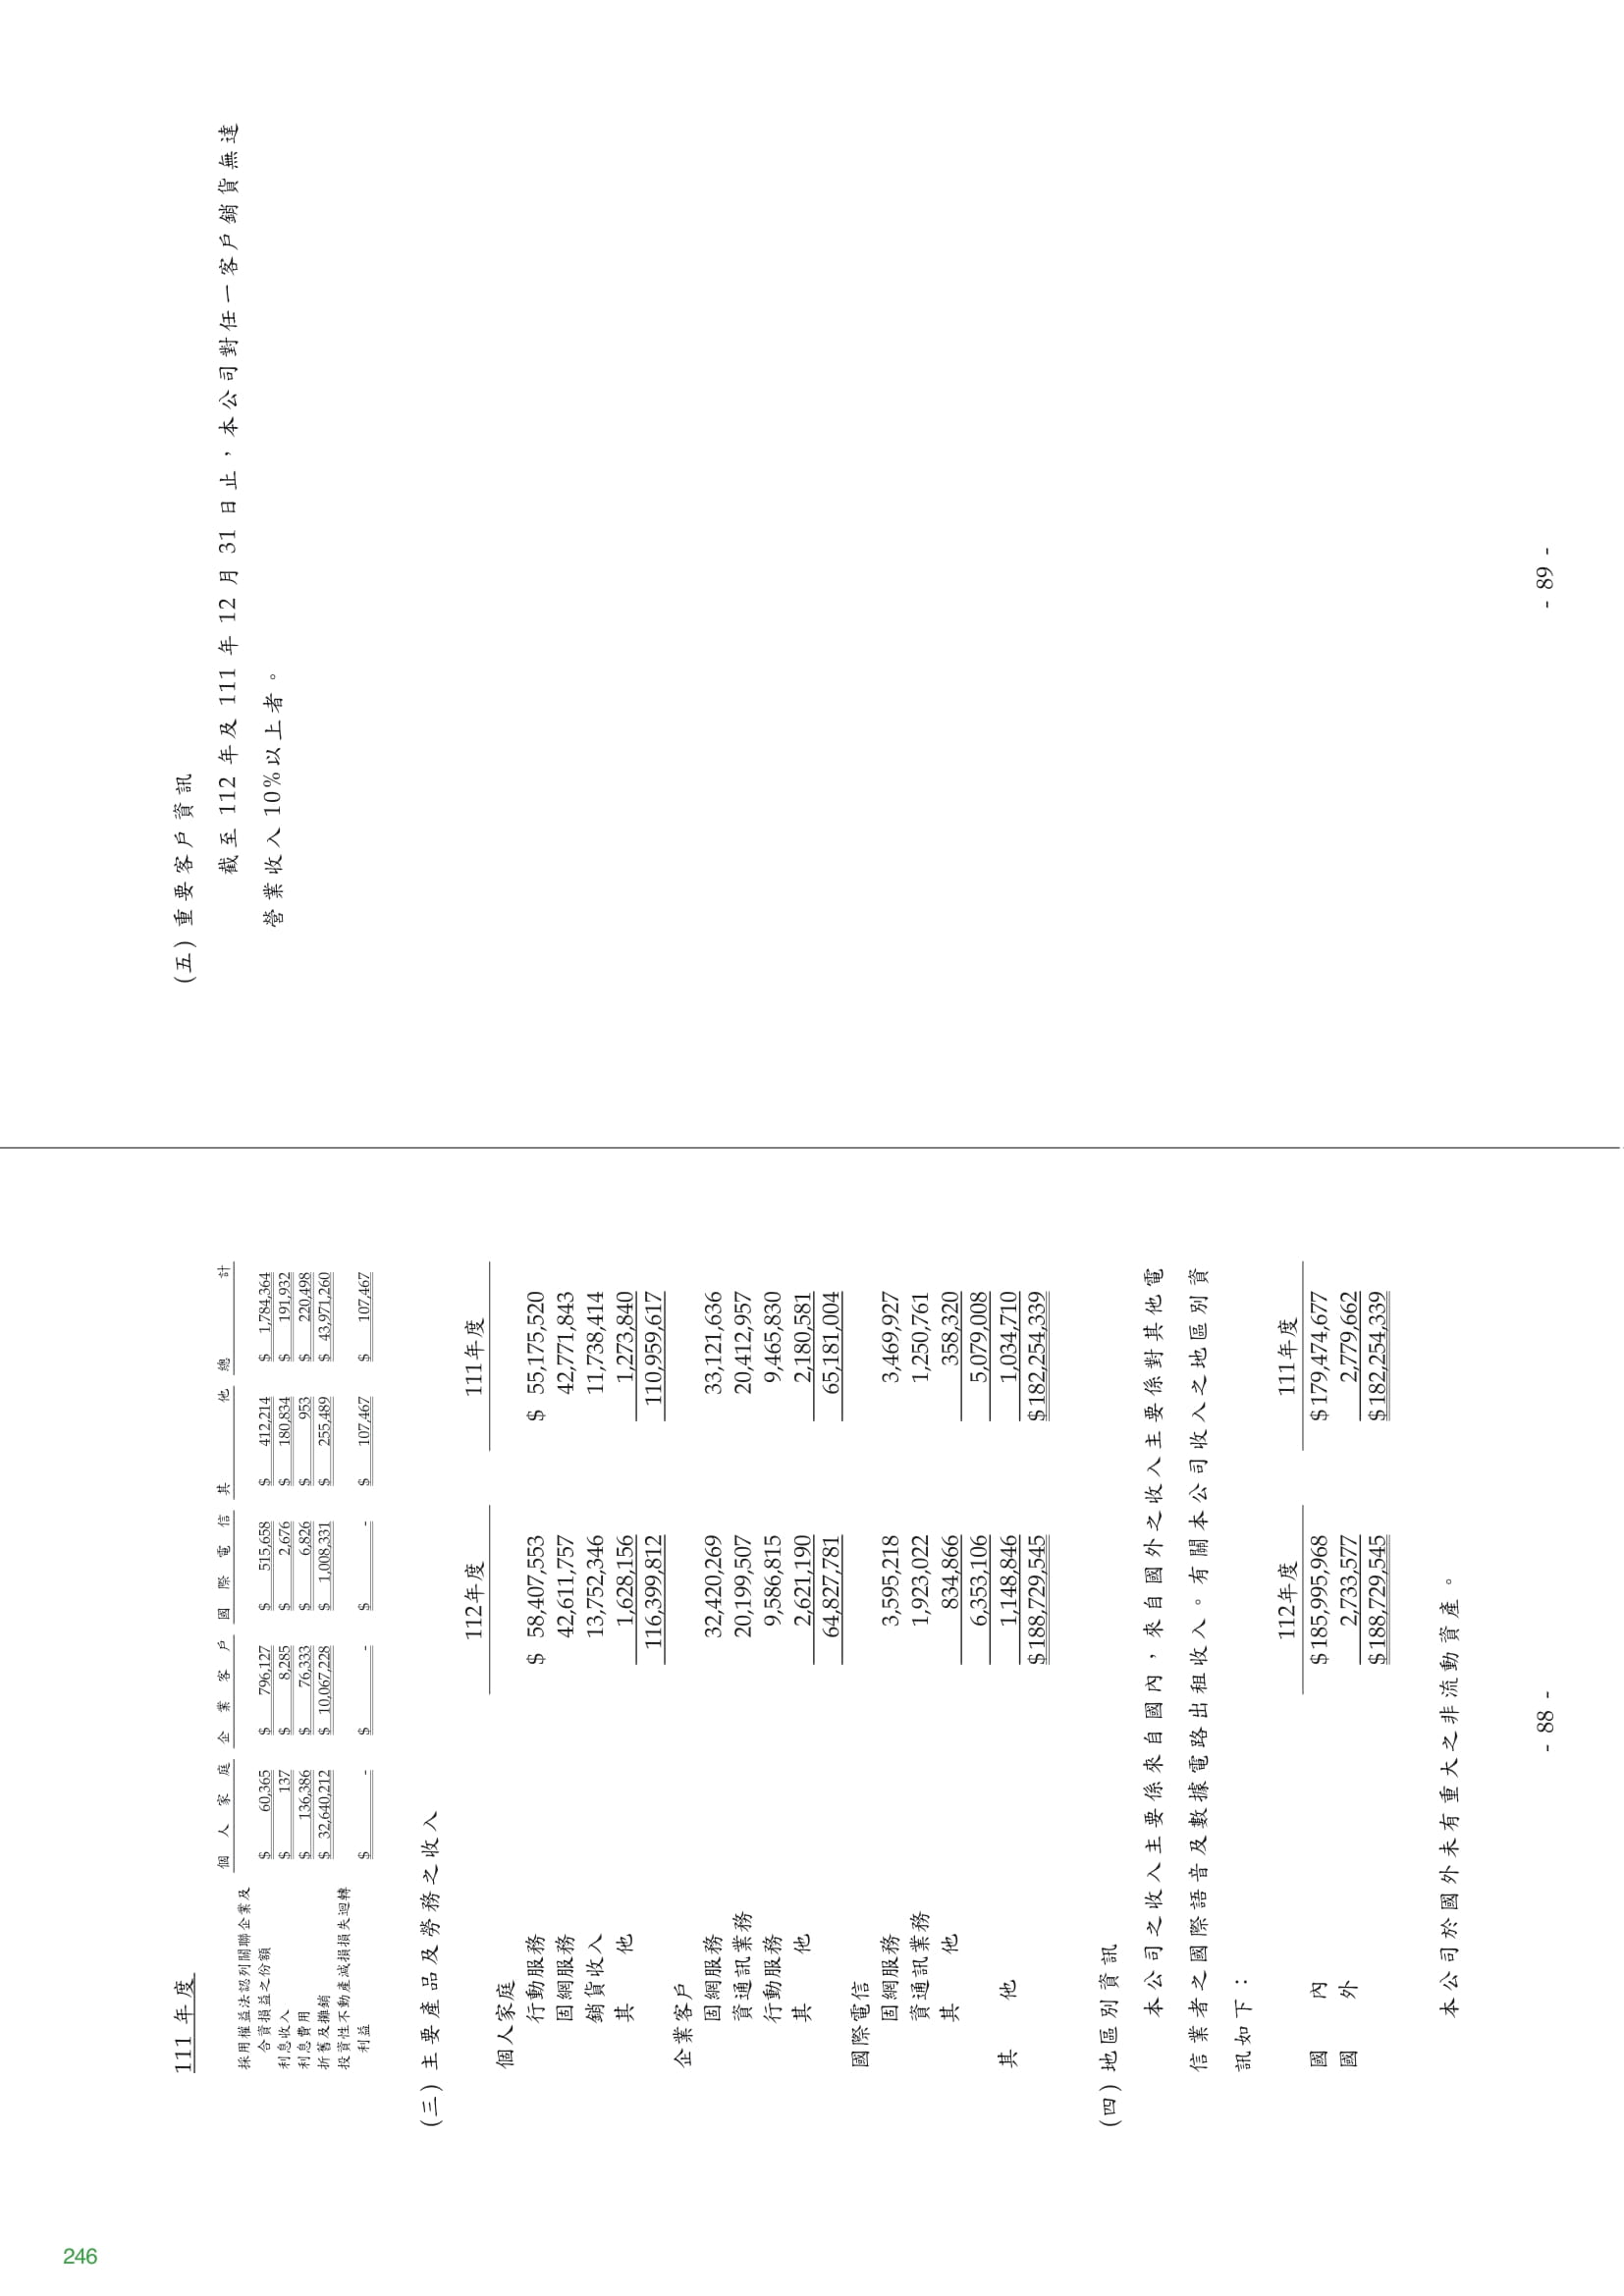 111 年度
個人家庭 企業客戶 國際電信 其他 總計
採用權益法認列關聯企業及
合資損益之份額 $ 60,365 $ 796,127 $ 515,658 $ 412,214 $ 1,784,364
利息收入 $ 137 $ 8,285 $ 2,676 $ 180,834 $ 191,932
利息費用 $ 136,386 $ 76,333 $ 6,826 $ 953 $ 220,498
折舊及攤銷 $ 32,640,212 $ 10,067,228 $ 1,008,331 $ 255,489 $ 43,971,260
投資性不動產減損損失迴轉
利益 $ - $ - $ - $ 107,467 $ 107,467
(三) 主要產品及勞務之收入
112年度 111年度
個人家庭
行動服務 $ 58,407,553 $ 55,175,520
固網服務 42,611,757 42,771,843
銷貨收入 13,752,346 11,738,414
其他 1,628,156 1,273,840
116,399,812 110,959,617
企業客戶
固網服務 32,420,269 33,121,636
資通訊業務 20,199,507 20,412,957
行動服務 9,586,815 9,465,830
其他 2,621,190 2,180,581
64,827,781 65,181,004
國際電信
固網服務 3,595,218 3,469,927
資通訊業務 1,923,022 1,250,761
其他 834,866 358,320
6,353,106 5,079,008
其他 1,148,846 1,034,710
$ 188,729,545 $ 182,254,339
(四) 地區別資訊
本公司之收入主要係來自國內，來自國外之收入主要係對其他電
信業者之國際語音及數據電路出租收入。有關本公司收入之地區別資
訊如下：
112年度 111年度
國內 $ 185,995,968 $ 179,474,677
國外 2,733,577 2,779,662
$ 188,729,545 $ 182,254,339
本公司於國外未有重大之非流動資產。
- 88 -
(五) 重要客戶資訊
截至 112 年及 111 年 12 月 31 日止，本公司對任一客戶銷貨無達
營業收入 10%以上者。
- 89 -
246